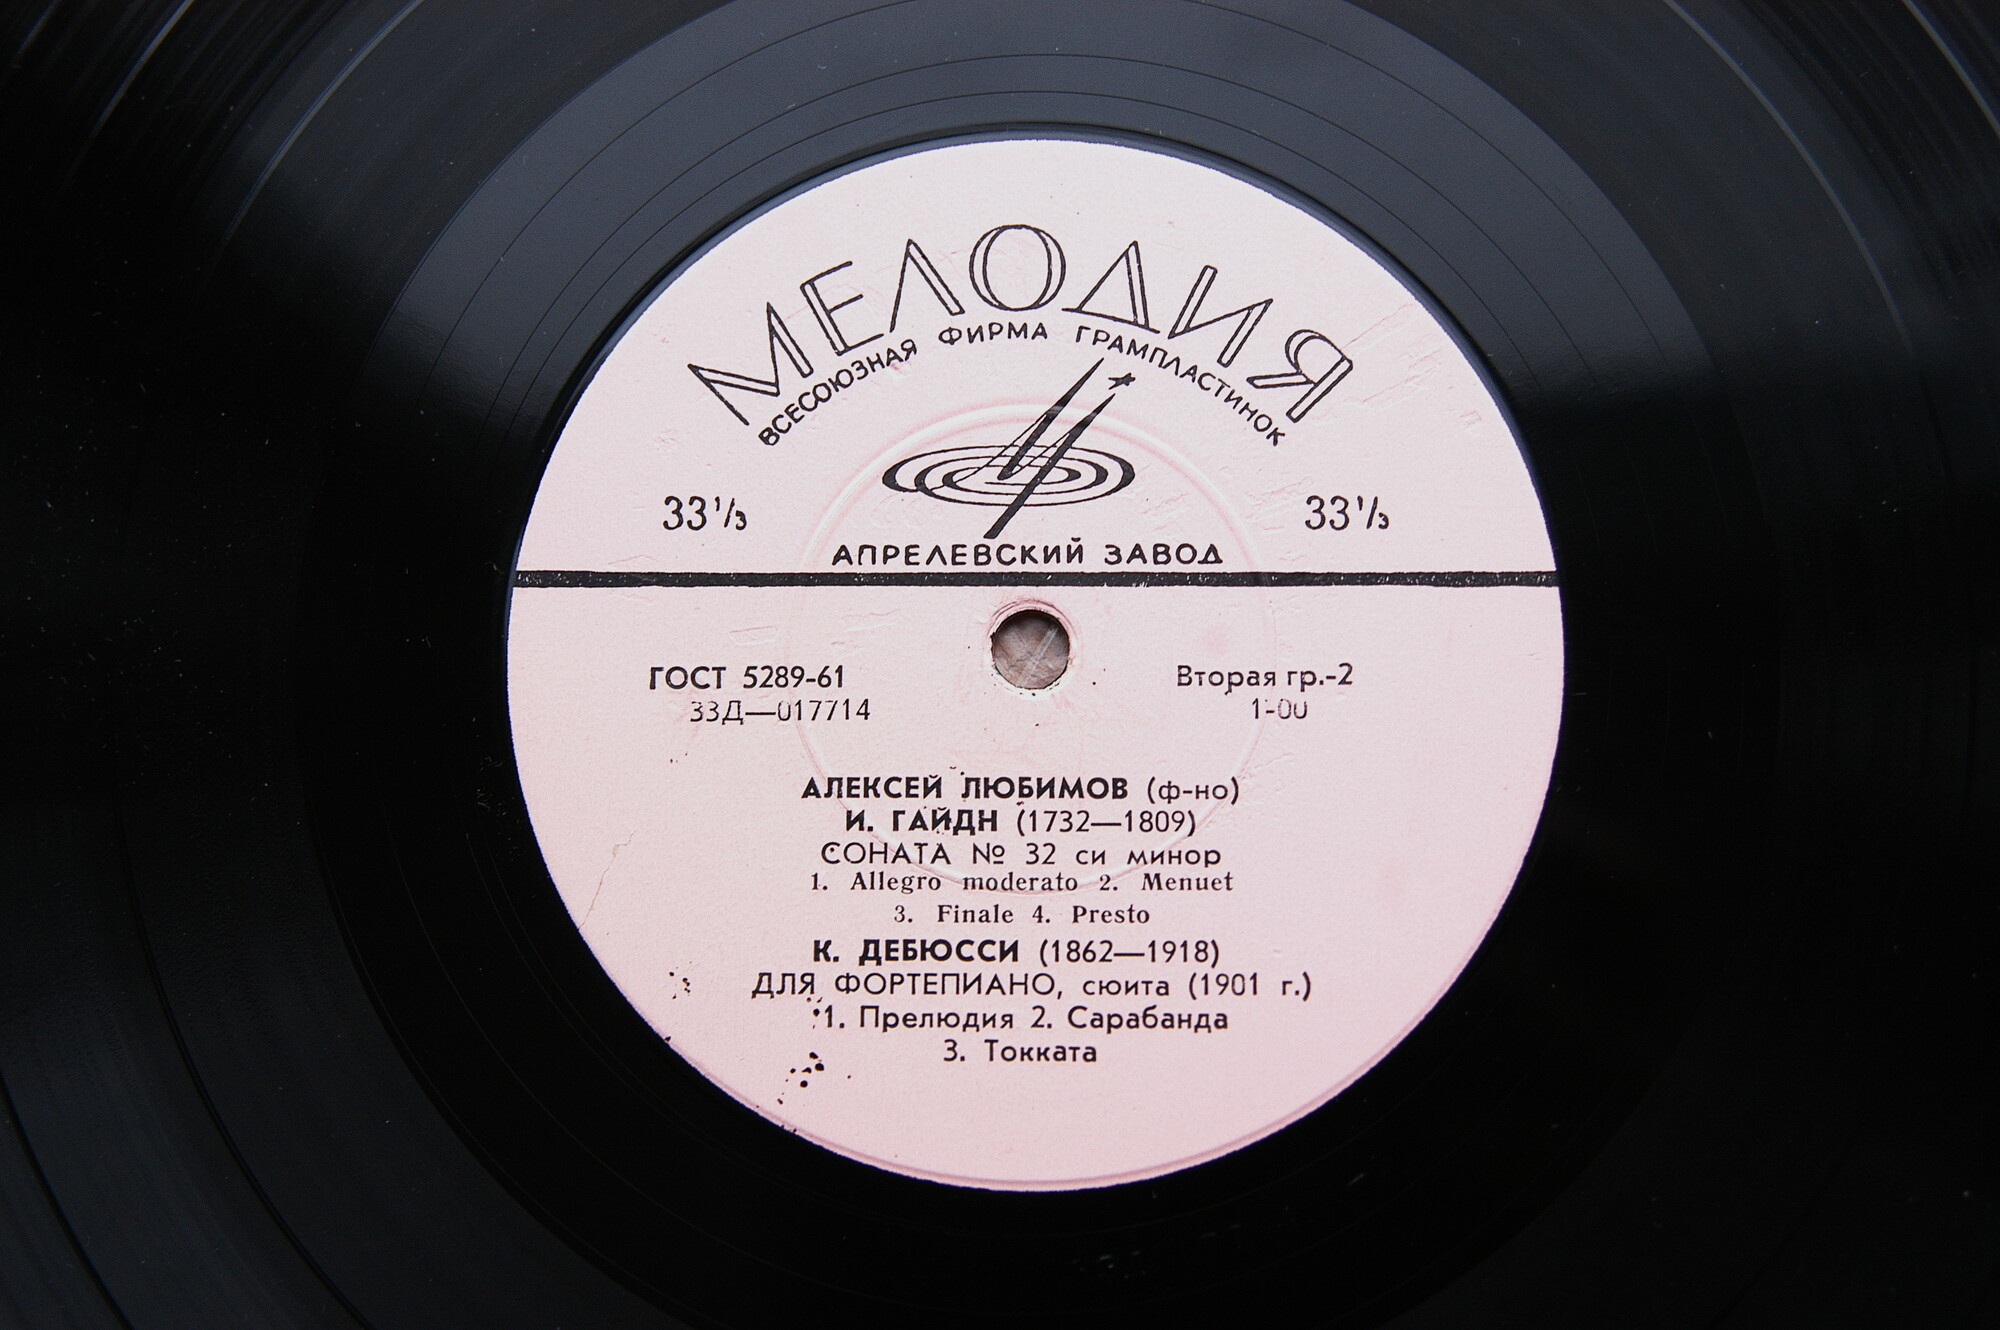 МЕЛОДИЯ
ВСЕСОЮЗНАЯ ФИРМА ГРАМПЛАСТИНОК
33⅓ 33⅓
АПРЕЛЕВСКИЙ ЗАВОД
ГОСТ 5289-61 Вторая гр.-2
33Д—017714 1-00
АЛЕКСЕЙ ЛЮБИМОВ (ф-но)
И. ГАЙДН (1732—1809)
СОНАТА № 32 си минор
1. Allegro moderato 2. Menuet
3. Finale 4. Presto
К. ДЕБЮССИ (1862—1918)
ДЛЯ ФОРТЕПИАНО, сюита (1901 г.)
1. Прелюдия 2. Сарабанда
3. Токката